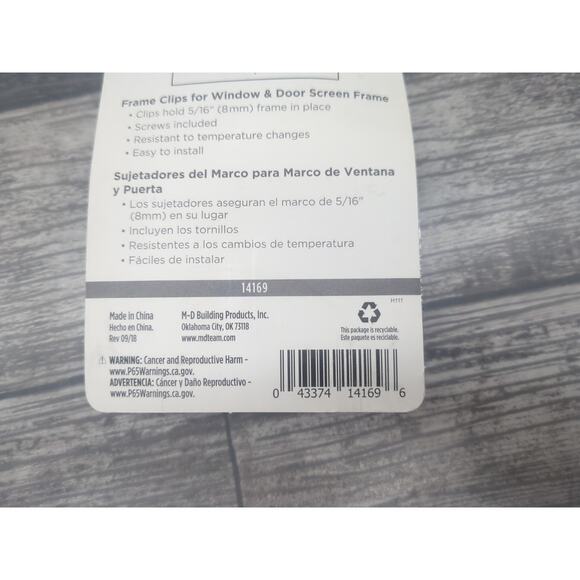 Frame Clips for Window & Door Screen Frame
• Clips hold 5/16" (8mm) frame in place
• Screws included
• Resistant to temperature changes
• Easy to install
Sujetadores del Marco para Marco de Ventana
y Puerta
• Los sujetadores aseguran el marco de 5/16"
(8mm) en su lugar
• Incluyen los tornillos
• Resistentes a los cambios de temperatura
• Fáciles de instalar
14169
Made in China
Hecho en China.
Rev 09/18
M-D Building Products, Inc.
Oklahoma City, OK 73118
www.mdteam.com
H111
This package is recyclable.
Este paquete es reciclable.
⚠ WARNING: Cancer and Reproductive Harm -
www.P65Warnings.ca.gov.
ADVERTENCIA: Cáncer y Daño Reproductivo -
www.P65Warnings.ca.gov.
0 43374 14169 6